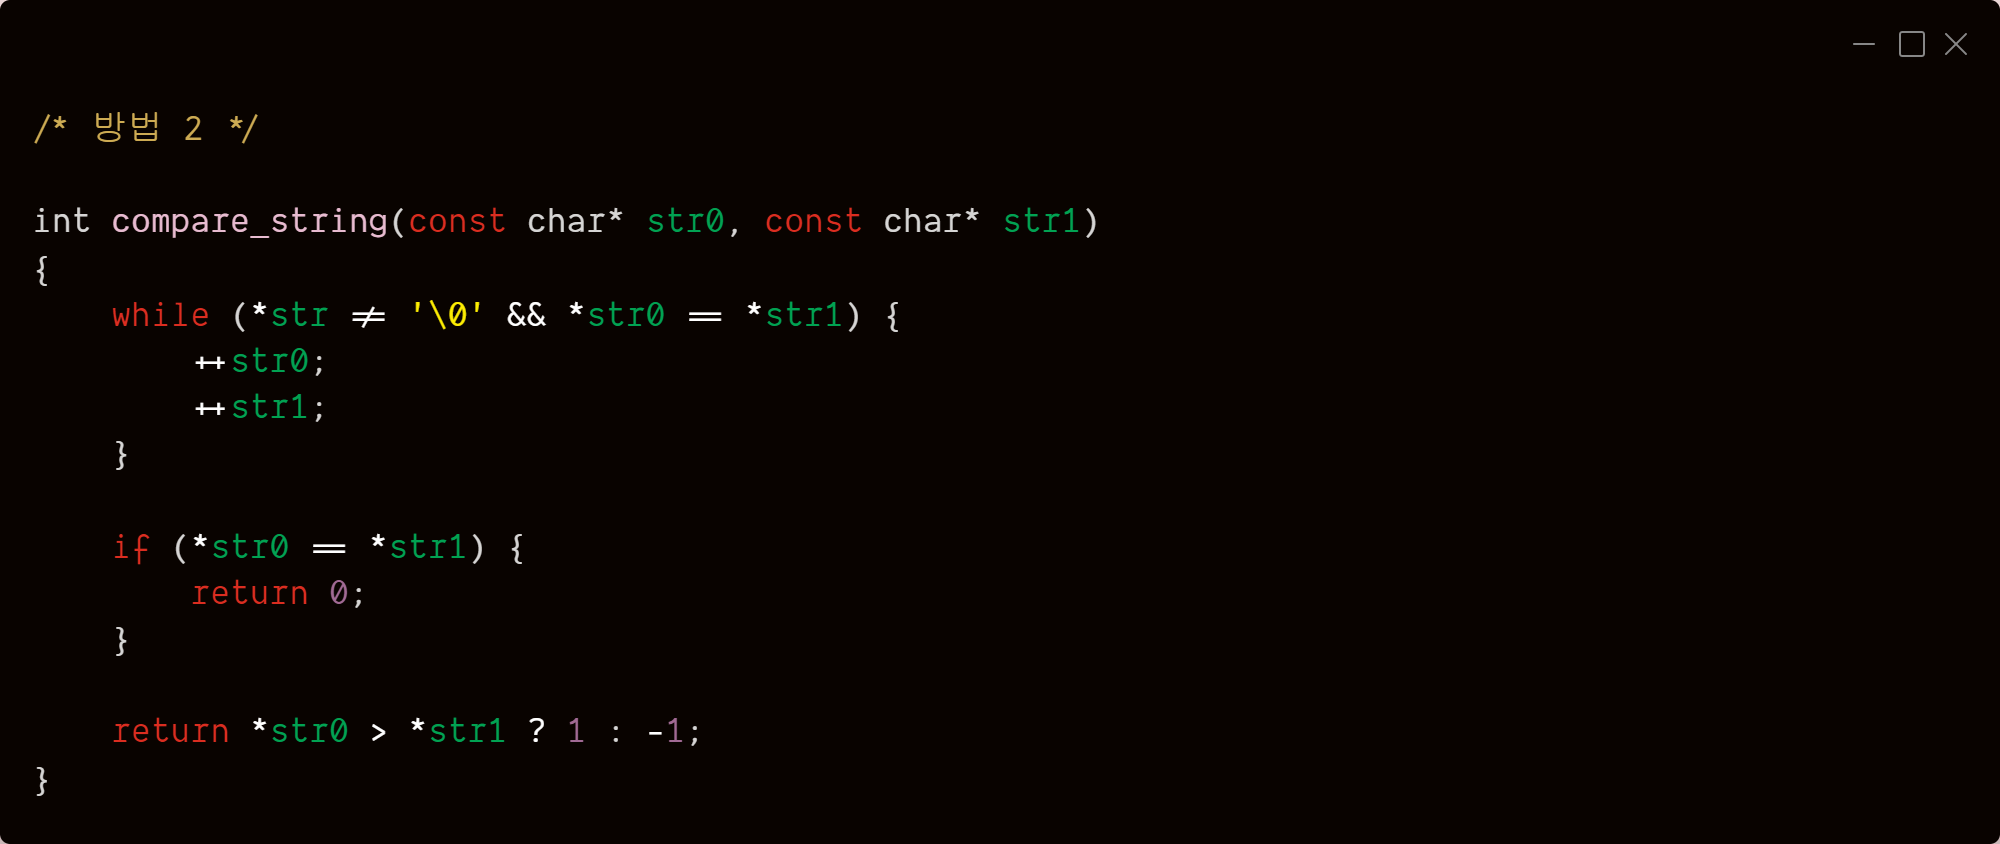 /* 방법 2 */
int compare_string(const char* str0, const char* str1)
{
while (*str != '\0' && *str0 == *str1) {
++str0;
++str1;
}
if (*str0 == *str1) {
return 0;
}
return *str0 > *str1 ? 1 : -1;
}